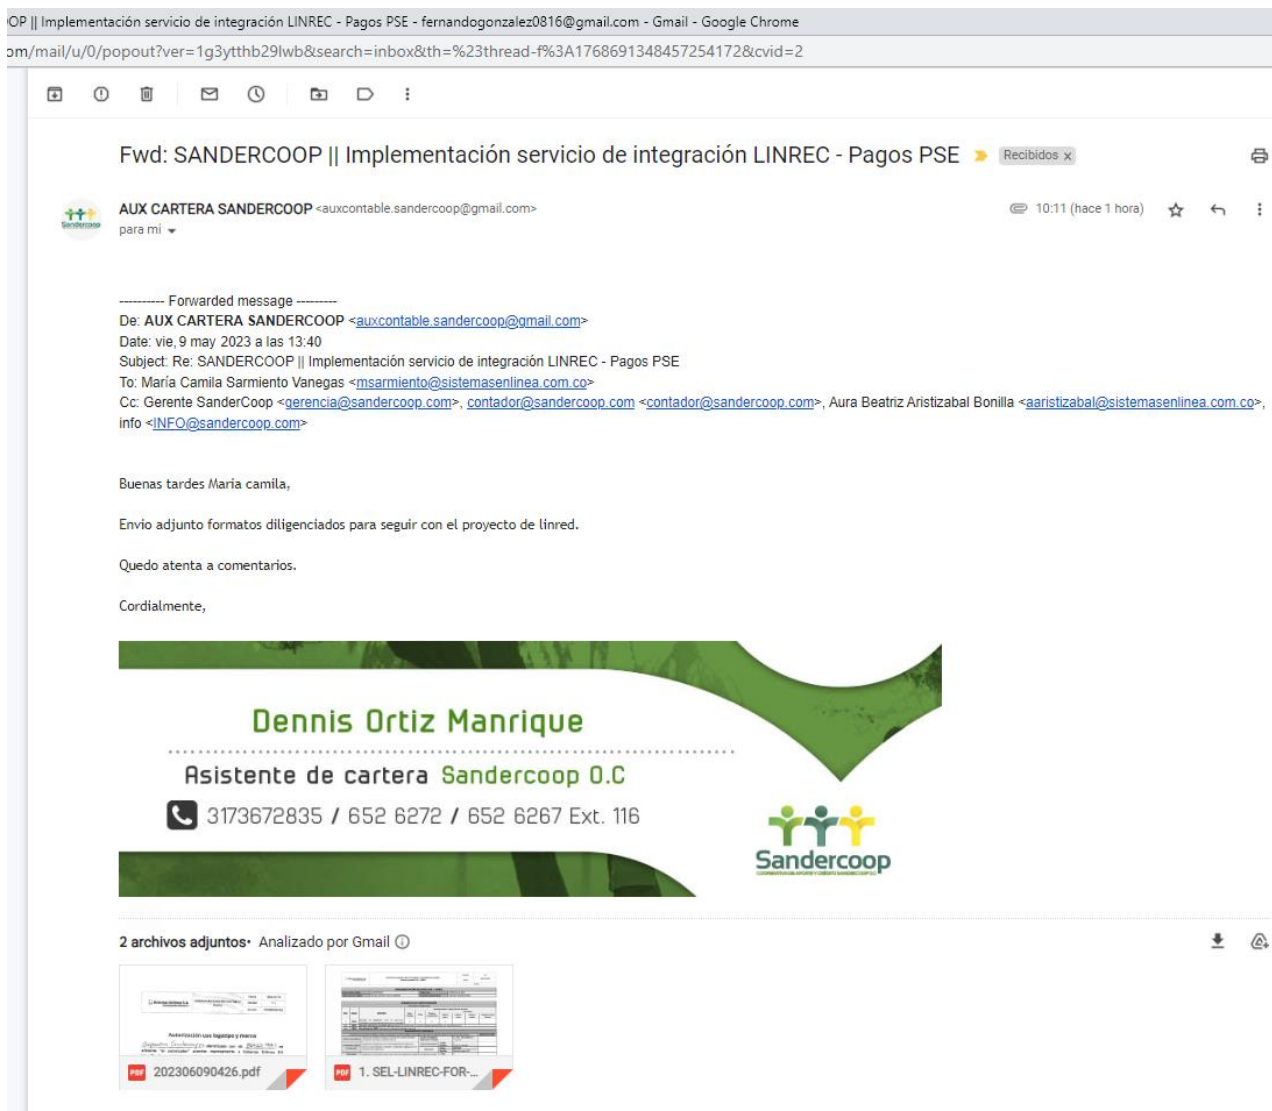 OP || Implementación servicio de integración LINREC - Pagos PSE - fernandogonzalez0816@gmail.com - Gmail - Google Chrome
om/mail/u/0/popout?ver=1g3ytthb29lwb&search=inbox&th=%23thread-f%3A1768691348457254172&cvid=2
Fwd: SANDERCOOP || Implementación servicio de integración LINREC - Pagos PSE Recibidos x
AUX CARTERA SANDERCOOP <auxcontable.sandercoop@gmail.com> 10:11 (hace 1 hora)
Sandercoop
para mí
---------- Forwarded message ---------
De: AUX CARTERA SANDERCOOP <auxcontable.sandercoop@gmail.com>
Date: vie, 9 may 2023 a las 13:40
Subject: Re: SANDERCOOP || Implementación servicio de integración LINREC - Pagos PSE
To: María Camila Sarmiento Vanegas <msarmiento@sistemasenlinea.com.co>
Cc: Gerente SanderCoop <gerencia@sandercoop.com>, contador@sandercoop.com <contador@sandercoop.com>, Aura Beatriz Aristizabal Bonilla <aaristizabal@sistemasenlinea.com.co>,
info <INFO@sandercoop.com>
Buenas tardes Maria camila,
Envio adjunto formatos diligenciados para seguir con el proyecto de linred.
Quedo atenta a comentarios.
Cordialmente,
Dennis Ortiz Manrique
Asistente de cartera Sandercoop O.C
3173672835 / 652 6272 / 652 6267 Ext. 116
Sandercoop
COOPERATIVA DE APORTE Y CRÉDITO SANDERCOOP O.C
2 archivos adjuntos• Analizado por Gmail
Autorización uso logotipo y marca
PDF 202306090426.pdf
PDF 1. SEL-LINREC-FOR-...